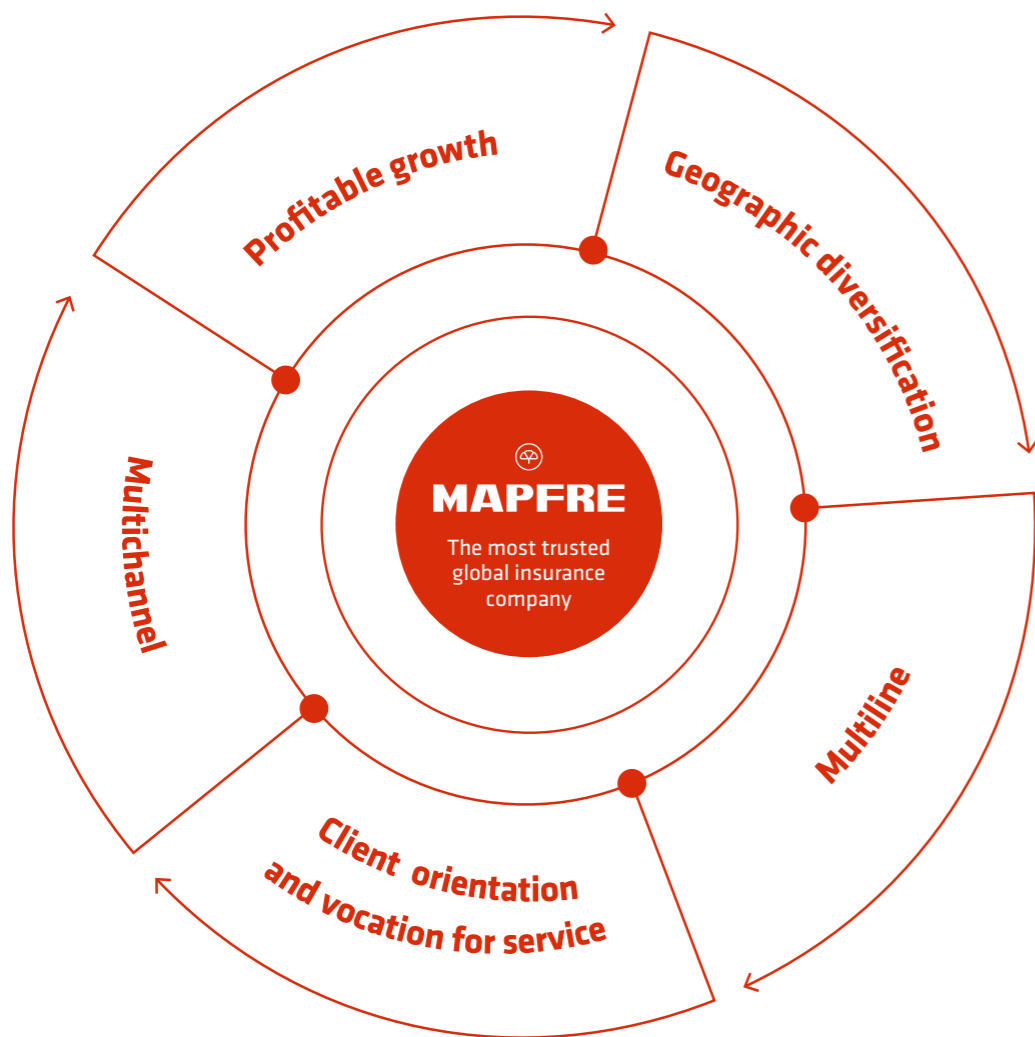 Profitable growth
Geographic diversification
Multiline
Client orientation
and vocation for service
Multichannel
MAPFRE
The most trusted
global insurance
company